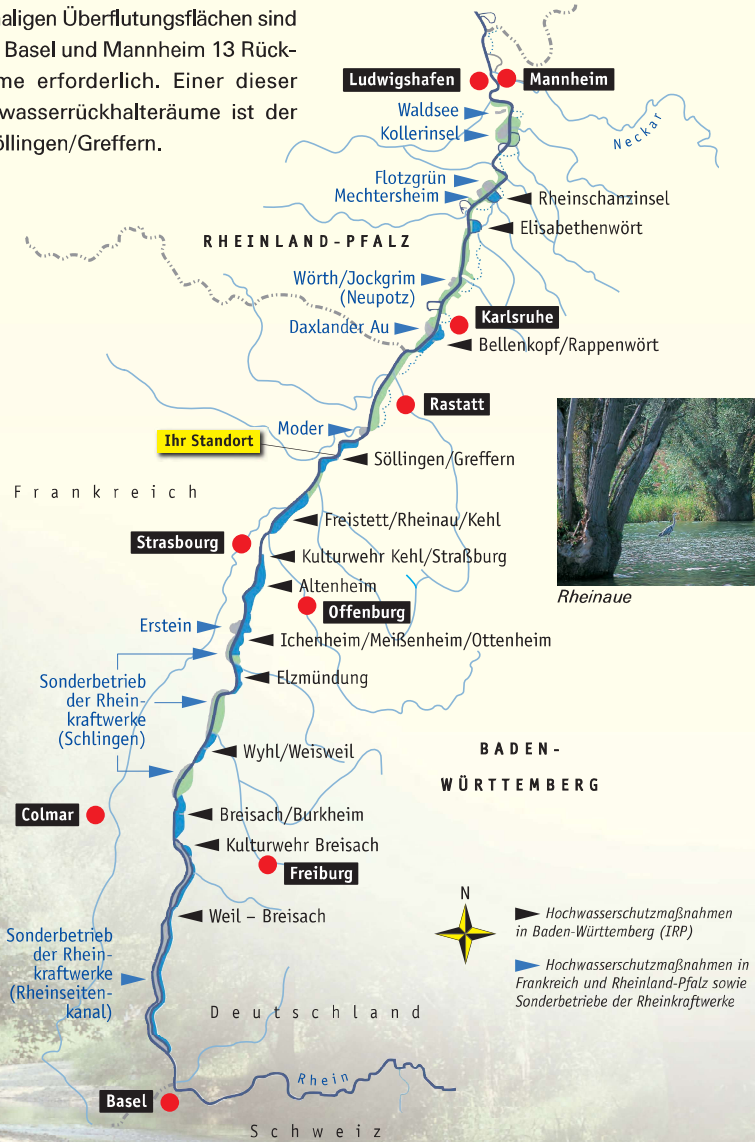 aligen Überflutungsflächen sind
Basel und Mannheim 13 Rück-
me erforderlich. Einer dieser
wasserrückhalteräume ist der
öllingen/Greffern.
Ludwigshafen
Mannheim
Waldsee
Kollerinsel
Neckar
Flotzgrün
Mechtersheim
Rheinschanzinsel
Elisabethenwört
RHEINLAND-PFALZ
Wörth/Jockgrim
(Neupotz)
Karlsruhe
Daxlander Au
Bellenkopf/Rappenwört
Rastatt
Moder
Ihr Standort
Söllingen/Greffern
Frankreich
Freistett/Rheinau/Kehl
Strasbourg
Kulturwehr Kehl/Straßburg
Altenheim
Rheinaue
Offenburg
Erstein
Ichenheim/Meißenheim/Ottenheim
Elzmündung
Sonderbetrieb
der Rhein-
kraftwerke
(Schlingen)
Wyhl/Weisweil
BADEN-
WÜRTTEMBERG
Colmar
Breisach/Burkheim
Kulturwehr Breisach
Freiburg
N
Weil – Breisach
Hochwasserschutzmaßnahmen
in Baden-Württemberg (IRP)
Sonderbetrieb
der Rhein-
kraftwerke
(Rheinseiten-
kanal)
Hochwasserschutzmaßnahmen in
Frankreich und Rheinland-Pfalz sowie
Sonderbetriebe der Rheinkraftwerke
Deutschland
Rhein
Basel
Schweiz